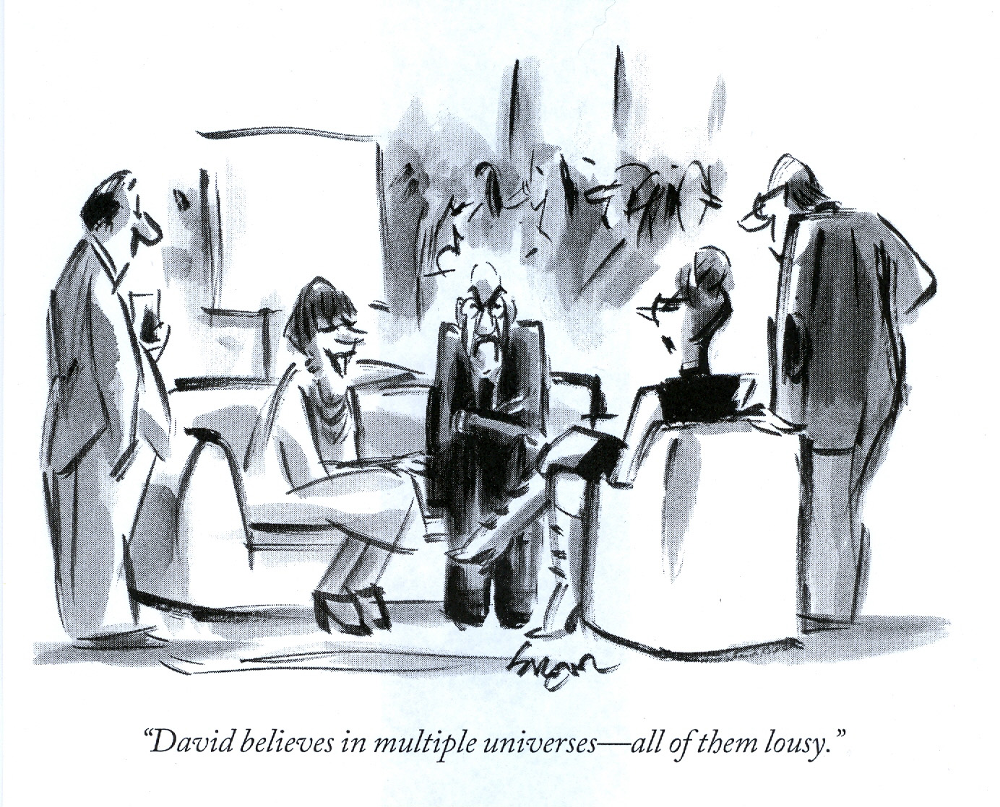 “David believes in multiple universes—all of them lousy.”